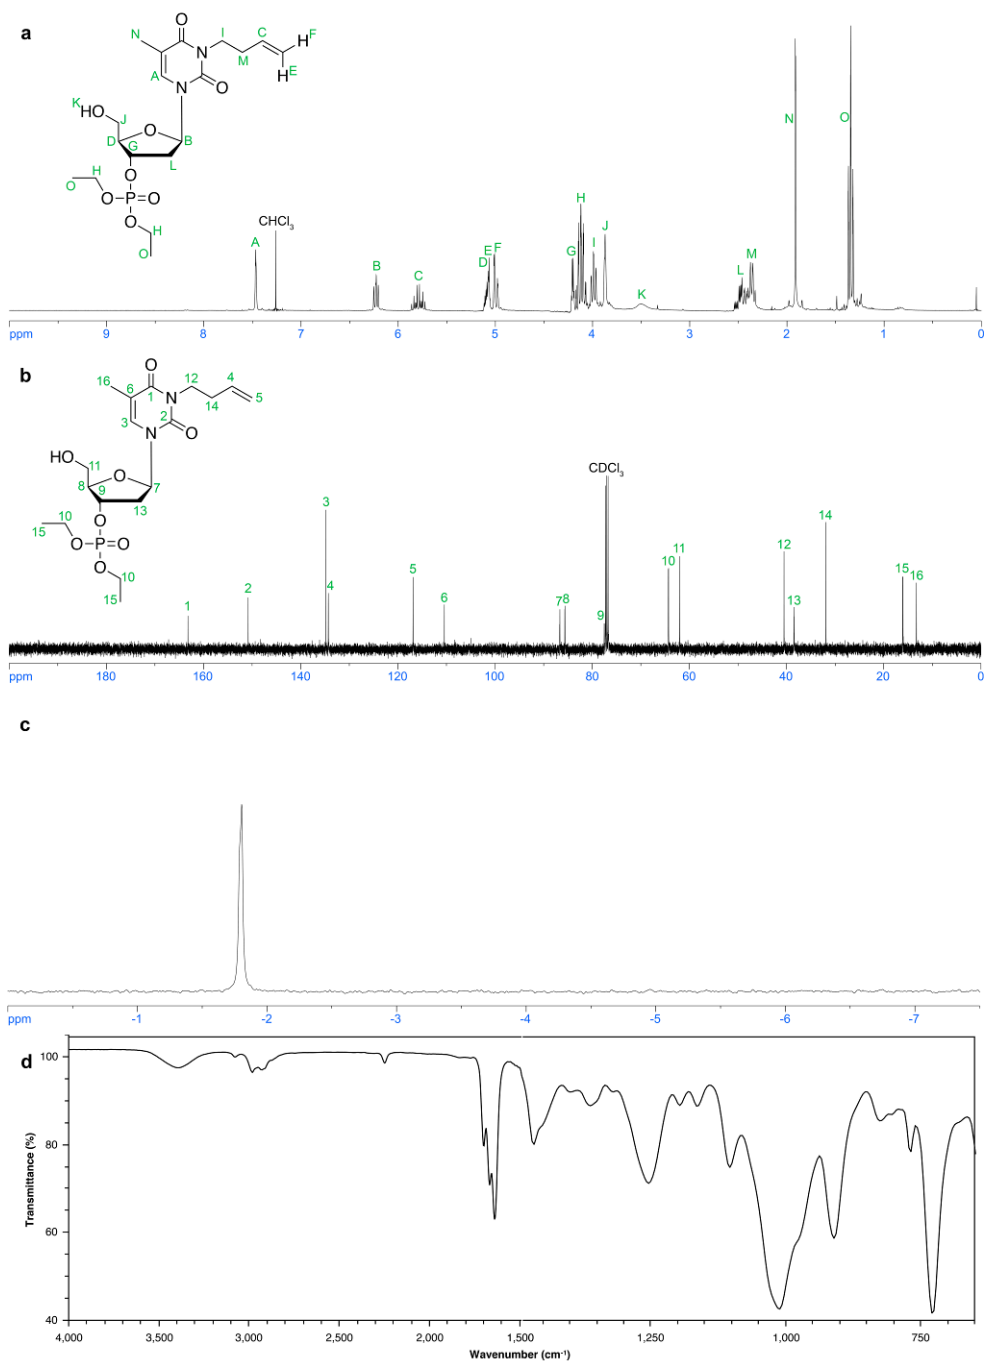 a
N
O
I
C
H
F
N
M
E
A
H
N
O
K
HO
J
O
D
G
B
L
O
H
O
O
P
O
O
H
O
CHCl3
A
B
C
D
E
F
G
H
I
J
K
L
M
N
O
ppm 9 8 7 6 5 4 3 2 1 0
b
16
O
12
4
6
1
N
14
5
3
2
N
O
HO
11
O
8
9
7
13
O
10
15
O
P
O
O
10
15
CDCl3
1
2
3
4
5
6
7
8
9
10
11
12
13
14
15
16
ppm 180 160 140 120 100 80 60 40 20 0
c
ppm -1 -2 -3 -4 -5 -6 -7
d
100
80
60
40
Transmittance (%)
4,000 3,500 3,000 2,000 1,500 1,250 1,000 750
Wavenumber (cm⁻¹)